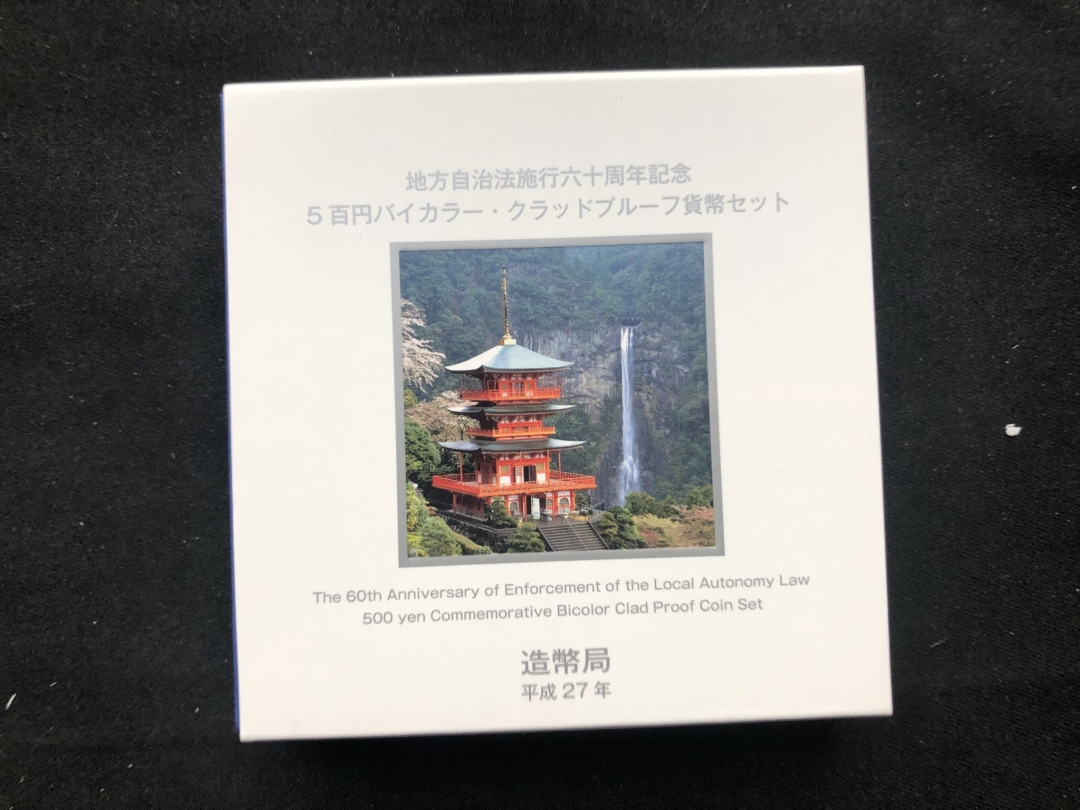 地方自治法施行六十周年記念
5百円バイカラー・クラッドプルーフ貨幣セット
The 60th Anniversary of Enforcement of the Local Autonomy Law
500 yen Commemorative Bicolor Clad Proof Coin Set
造幣局
平成27年